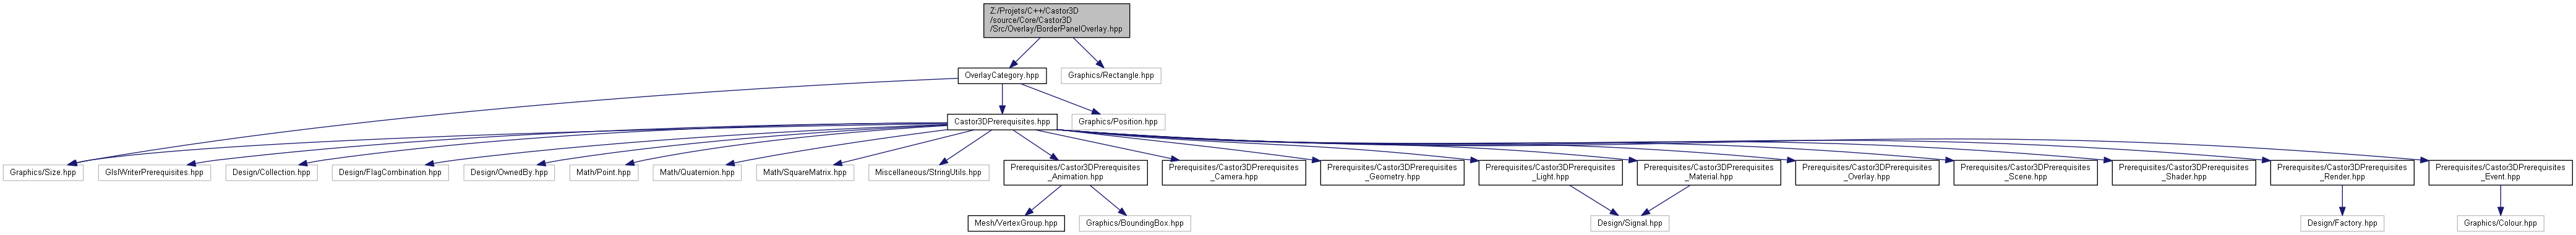 Z:/Projets/C++/Castor3D
/source/Core/Castor3D
/Src/Overlay/BorderPanelOverlay.hpp
OverlayCategory.hpp
Graphics/Rectangle.hpp
Castor3DPrerequisites.hpp
Graphics/Position.hpp
Graphics/Size.hpp
GlslWriterPrerequisites.hpp
Design/Collection.hpp
Design/FlagCombination.hpp
Design/OwnedBy.hpp
Math/Point.hpp
Math/Quaternion.hpp
Math/SquareMatrix.hpp
Miscellaneous/StringUtils.hpp
Prerequisites/Castor3DPrerequisites
_Animation.hpp
Prerequisites/Castor3DPrerequisites
_Camera.hpp
Prerequisites/Castor3DPrerequisites
_Geometry.hpp
Prerequisites/Castor3DPrerequisites
_Light.hpp
Prerequisites/Castor3DPrerequisites
_Material.hpp
Prerequisites/Castor3DPrerequisites
_Overlay.hpp
Prerequisites/Castor3DPrerequisites
_Scene.hpp
Prerequisites/Castor3DPrerequisites
_Shader.hpp
Prerequisites/Castor3DPrerequisites
_Render.hpp
Prerequisites/Castor3DPrerequisites
_Event.hpp
Mesh/VertexGroup.hpp
Graphics/BoundingBox.hpp
Design/Signal.hpp
Design/Factory.hpp
Graphics/Colour.hpp